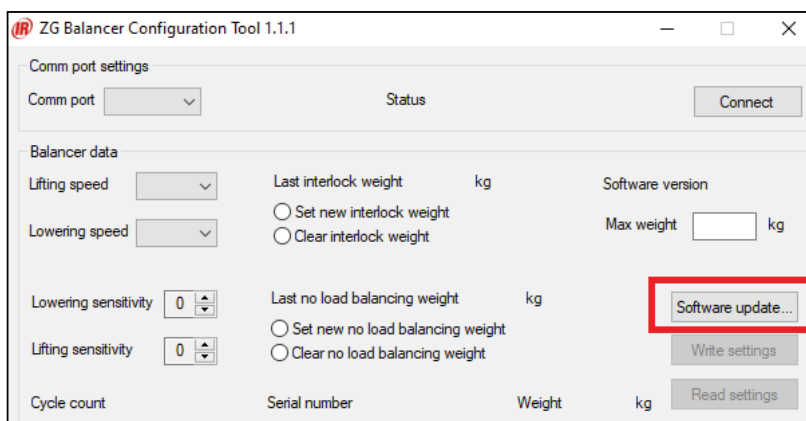 IR ZG Balancer Configuration Tool 1.1.1
Comm port settings
Comm port Status Connect
Balancer data
Lifting speed Last interlock weight kg Software version
Set new interlock weight
Lowering speed Clear interlock weight Max weight kg
Lowering sensitivity 0 Last no load balancing weight kg Software update...
Set new no load balancing weight
Lifting sensitivity 0 Clear no load balancing weight Write settings
Cycle count Serial number Weight kg Read settings